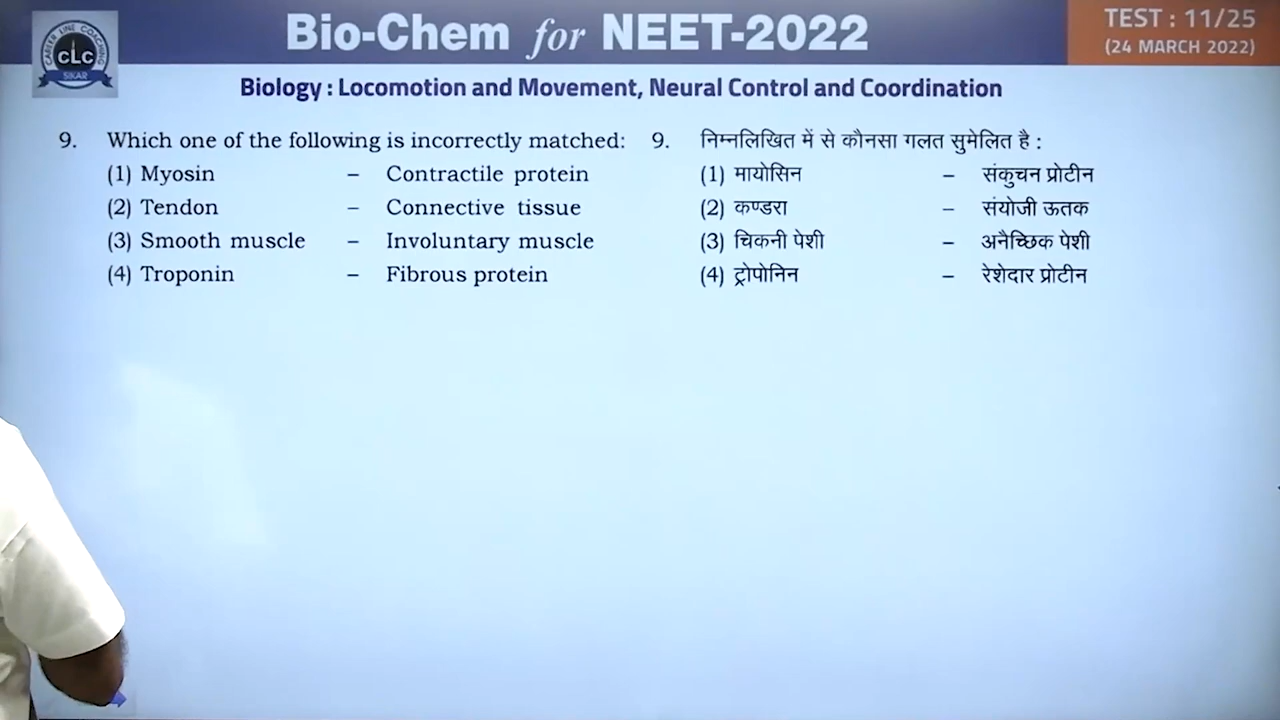 CAREER LINE COACHING
CLC
SIKAR
Bio-Chem for NEET-2022
TEST : 11/25
(24 MARCH 2022)
Biology : Locomotion and Movement, Neural Control and Coordination
9. Which one of the following is incorrectly matched:
(1) Myosin – Contractile protein
(2) Tendon – Connective tissue
(3) Smooth muscle – Involuntary muscle
(4) Troponin – Fibrous protein
9. निम्नलिखित में से कौनसा गलत सुमेलित है :
(1) मायोसिन – संकुचन प्रोटीन
(2) कण्डरा – संयोजी ऊतक
(3) चिकनी पेशी – अनैच्छिक पेशी
(4) ट्रोपोनिन – रेशेदार प्रोटीन